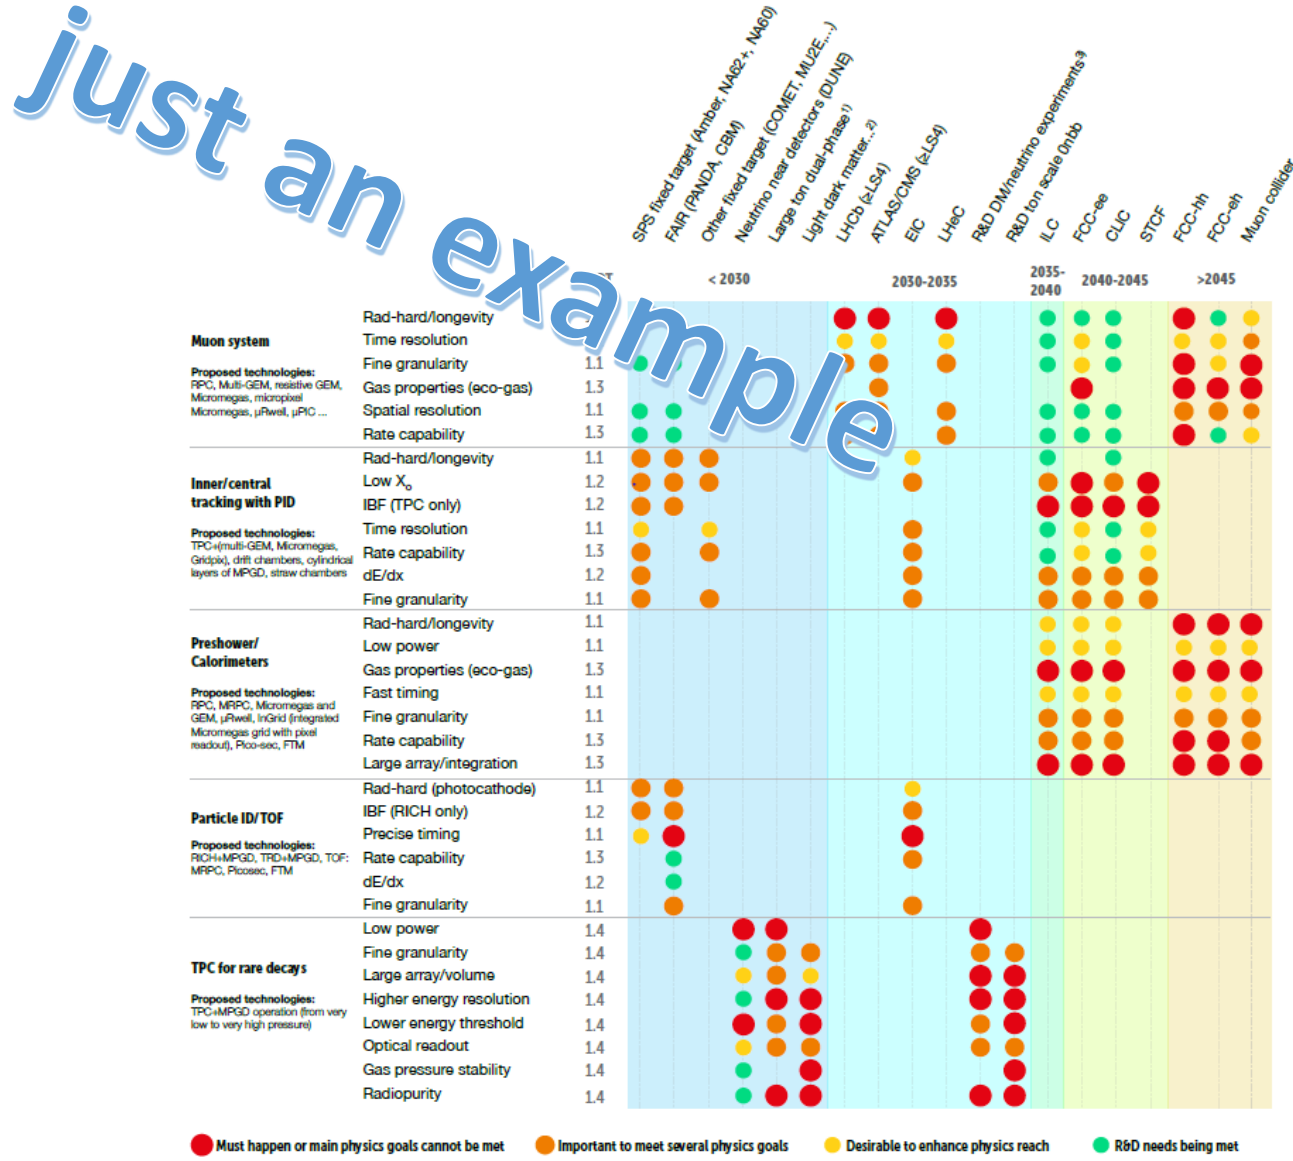 just an example
SPS fixed target (Amber, NA62+, NA60)
FAIR (PANDA, CBM)
Other fixed target (COMET, MU2E,...)
Neutrino near detectors (DUNE)
Large ton dual-phase¹⁾
Light dark matter...²⁾
LHCb (≥LS4)
ATLAS/CMS (≥LS4)
EIC
LHeC
R&D DM/neutrino experiments³⁾
R&D ton scale 0nbb
ILC
FCC-ee
CLIC
STCF
FCC-hh
FCC-eh
Muon collider
< 2030
2030-2035
2035-
2040
2040-2045
>2045
Muon system
Proposed technologies:
RPC, Multi-GEM, resistive GEM,
Micromegas, micropixel
Micromegas, µRwell, µPIC ...
Rad-hard/longevity
Time resolution
Fine granularity 1.1
Gas properties (eco-gas) 1.3
Spatial resolution 1.1
Rate capability 1.3
Inner/central
tracking with PID
Proposed technologies:
TPC+(multi-GEM, Micromegas,
Gridpix), drift chambers, cylindrical
layers of MPGD, straw chambers
Rad-hard/longevity 1.1
Low X₀ 1.2
IBF (TPC only) 1.2
Time resolution 1.1
Rate capability 1.3
dE/dx 1.2
Fine granularity 1.1
Preshower/
Calorimeters
Proposed technologies:
RPC, MRPC, Micromegas and
GEM, µRwell, InGrid (integrated
Micromegas grid with pixel
readout), Pico-sec, FTM
Rad-hard/longevity 1.1
Low power 1.1
Gas properties (eco-gas) 1.3
Fast timing 1.1
Fine granularity 1.1
Rate capability 1.3
Large array/integration 1.3
Particle ID/TOF
Proposed technologies:
RICH+MPGD, TRD+MPGD, TOF:
MRPC, Picosec, FTM
Rad-hard (photocathode) 1.1
IBF (RICH only) 1.2
Precise timing 1.1
Rate capability 1.3
dE/dx 1.2
Fine granularity 1.1
TPC for rare decays
Proposed technologies:
TPC+MPGD operation (from very
low to very high pressure)
Low power 1.4
Fine granularity 1.4
Large array/volume 1.4
Higher energy resolution 1.4
Lower energy threshold 1.4
Optical readout 1.4
Gas pressure stability 1.4
Radiopurity 1.4
Must happen or main physics goals cannot be met
Important to meet several physics goals
Desirable to enhance physics reach
R&D needs being met